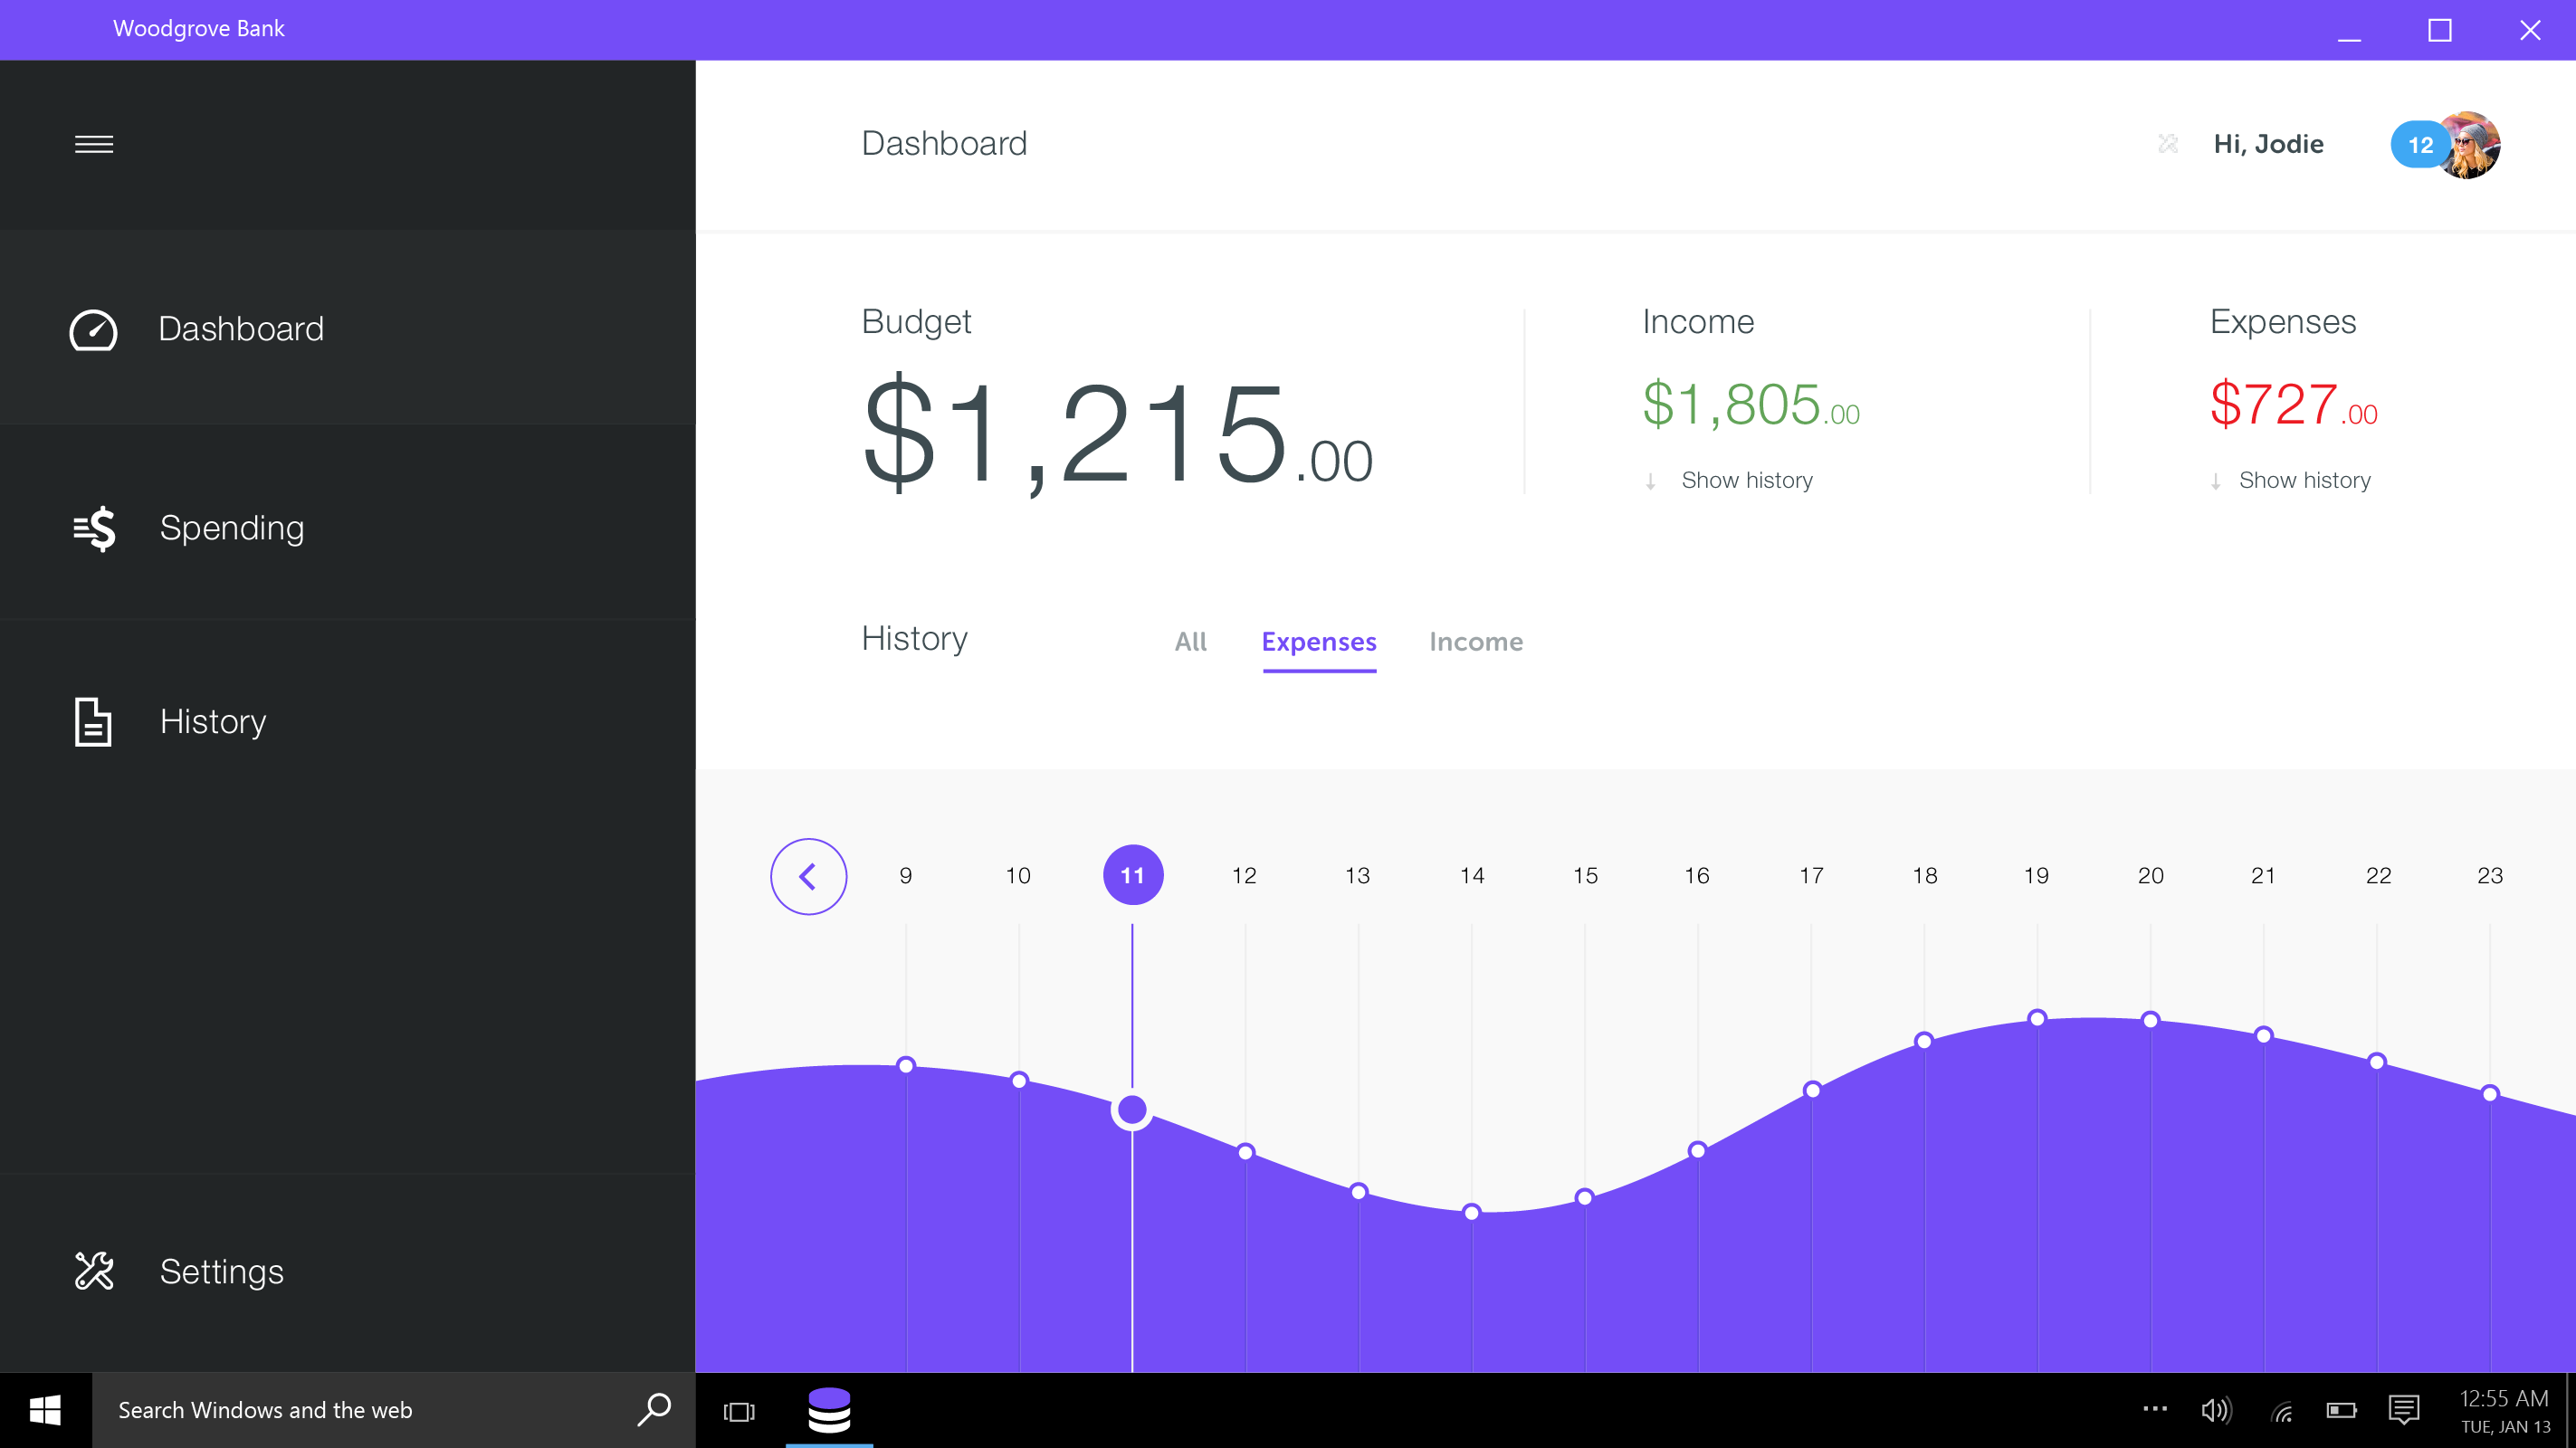 Woodgrove Bank
Dashboard
Hi, Jodie
12
Dashboard
Spending
History
Settings
Budget
$1,215.00
Income
$1,805.00
Show history
Expenses
$727.00
Show history
History
All
Expenses
Income
9 10 11 12 13 14 15 16 17 18 19 20 21 22 23
Search Windows and the web
12:55 AM
TUE, JAN 13